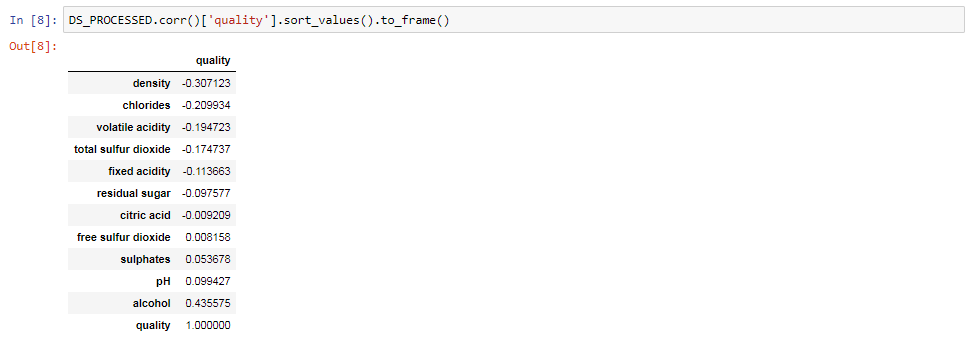 In [8]: DS_PROCESSED.corr()['quality'].sort_values().to_frame()
Out[8]:
quality
density -0.307123
chlorides -0.209934
volatile acidity -0.194723
total sulfur dioxide -0.174737
fixed acidity -0.113663
residual sugar -0.097577
citric acid -0.009209
free sulfur dioxide 0.008158
sulphates 0.053678
pH 0.099427
alcohol 0.435575
quality 1.000000